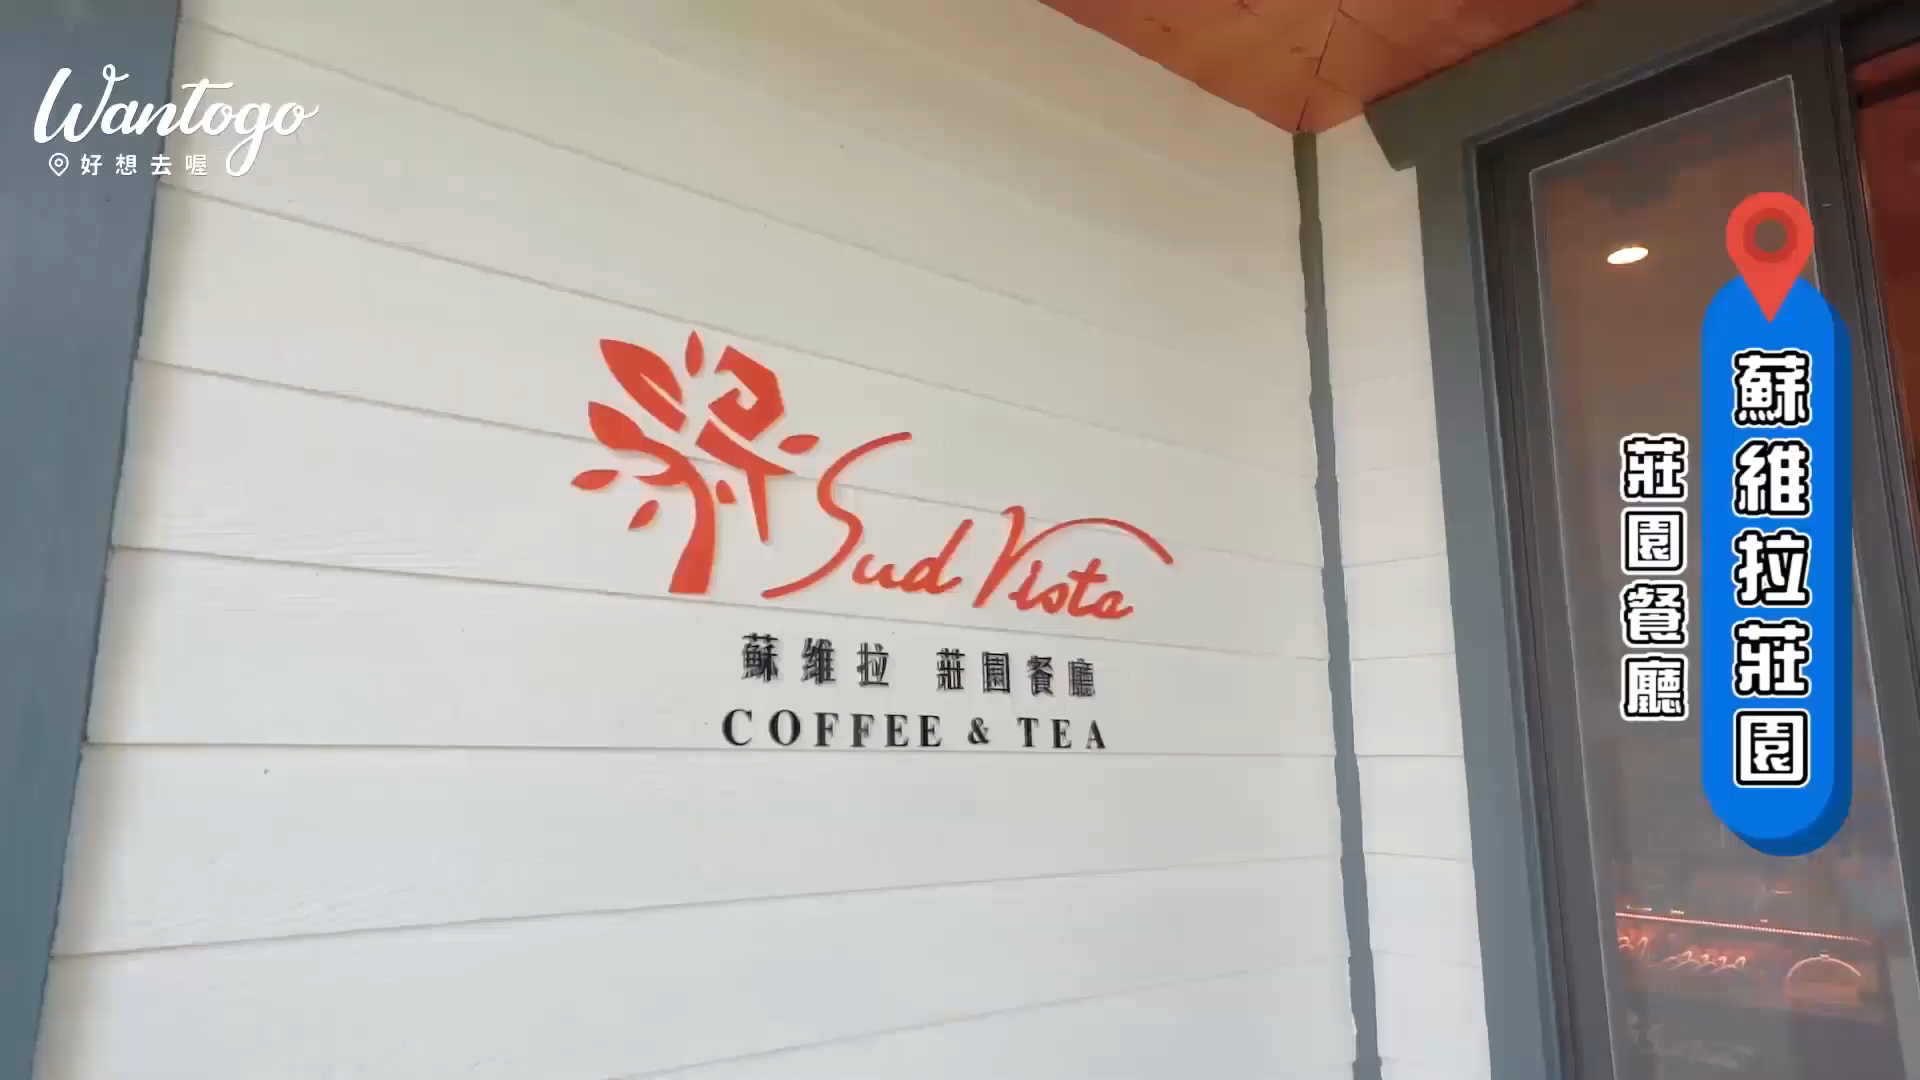 Wantogo
好想去喔
Sud Vista
蘇維拉 莊園餐廳
COFFEE & TEA
蘇維拉莊園
莊園餐廳